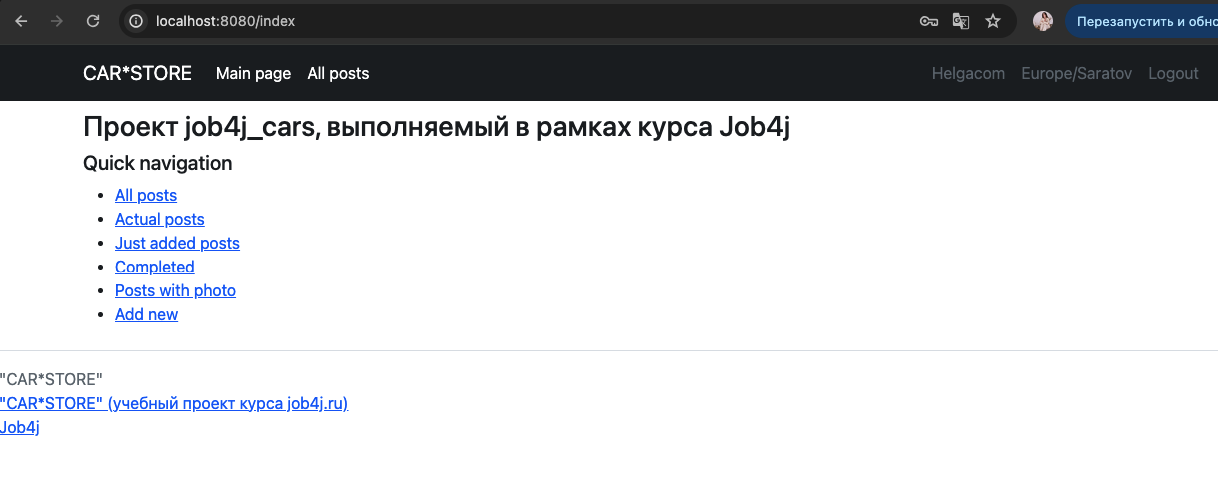 localhost:8080/index
Перезапустить и обно
CAR*STORE Main page All posts Helgacom Europe/Saratov Logout
Проект job4j_cars, выполняемый в рамках курса Job4j
Quick navigation
All posts
Actual posts
Just added posts
Completed
Posts with photo
Add new
"CAR*STORE"
"CAR*STORE" (учебный проект курса job4j.ru)
Job4j